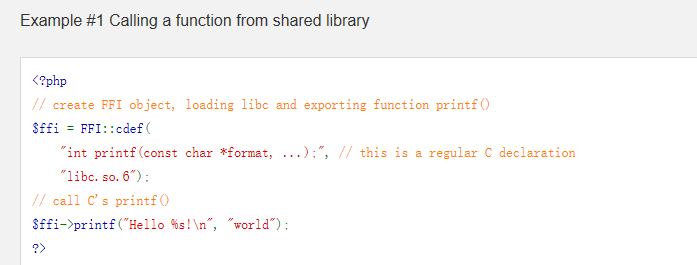 Example #1 Calling a function from shared library
<?php
// create FFI object, loading libc and exporting function printf()
$ffi = FFI::cdef(
    "int printf(const char *format, ...);", // this is a regular C declaration
    "libc.so.6");
// call C's printf()
$ffi->printf("Hello %s!\n", "world");
?>